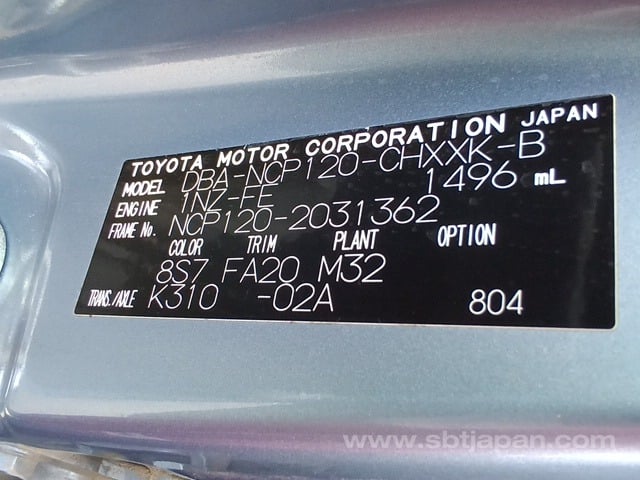 TOYOTA MOTOR CORPORATION JAPAN
MODEL DBA-NCP120-CHXXK-B
ENGINE 1NZ-FE 1496 mL
FRAME No. NCP120-2031362
COLOR TRIM PLANT OPTION
8S7 FA20 M32
TRANS./AXLE K310 -02A 804
www.sbtjapan.com